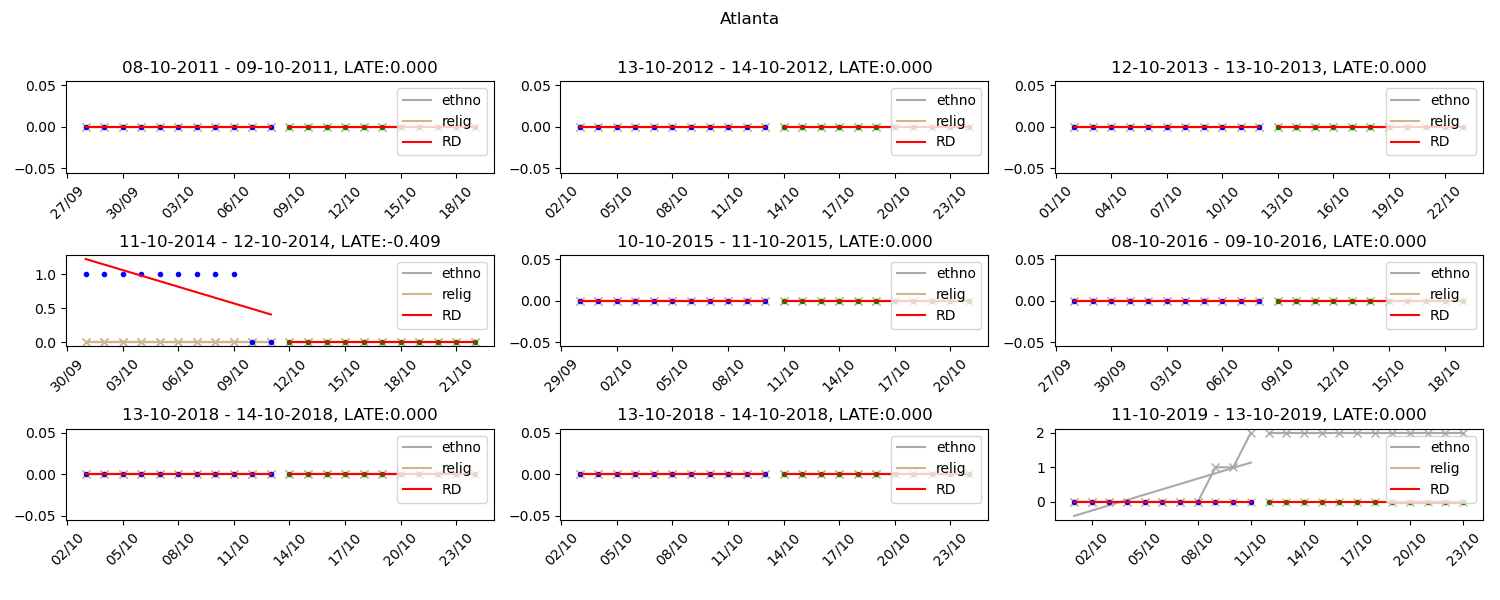 Atlanta
08-10-2011 - 09-10-2011, LATE:0.000
0.05
0.00
−0.05
ethno
relig
RD
27/09 30/09 03/10 06/10 09/10 12/10 15/10 18/10
13-10-2012 - 14-10-2012, LATE:0.000
0.05
0.00
−0.05
ethno
relig
RD
02/10 05/10 08/10 11/10 14/10 17/10 20/10 23/10
12-10-2013 - 13-10-2013, LATE:0.000
0.05
0.00
−0.05
ethno
relig
RD
01/10 04/10 07/10 10/10 13/10 16/10 19/10 22/10
11-10-2014 - 12-10-2014, LATE:-0.409
1.0
0.5
0.0
ethno
relig
RD
30/09 03/10 06/10 09/10 12/10 15/10 18/10 21/10
10-10-2015 - 11-10-2015, LATE:0.000
0.05
0.00
−0.05
ethno
relig
RD
29/09 02/10 05/10 08/10 11/10 14/10 17/10 20/10
08-10-2016 - 09-10-2016, LATE:0.000
0.05
0.00
−0.05
ethno
relig
RD
27/09 30/09 03/10 06/10 09/10 12/10 15/10 18/10
13-10-2018 - 14-10-2018, LATE:0.000
0.05
0.00
−0.05
ethno
relig
RD
02/10 05/10 08/10 11/10 14/10 17/10 20/10 23/10
13-10-2018 - 14-10-2018, LATE:0.000
0.05
0.00
−0.05
ethno
relig
RD
02/10 05/10 08/10 11/10 14/10 17/10 20/10 23/10
11-10-2019 - 13-10-2019, LATE:0.000
2
1
0
ethno
relig
RD
02/10 05/10 08/10 11/10 14/10 17/10 20/10 23/10